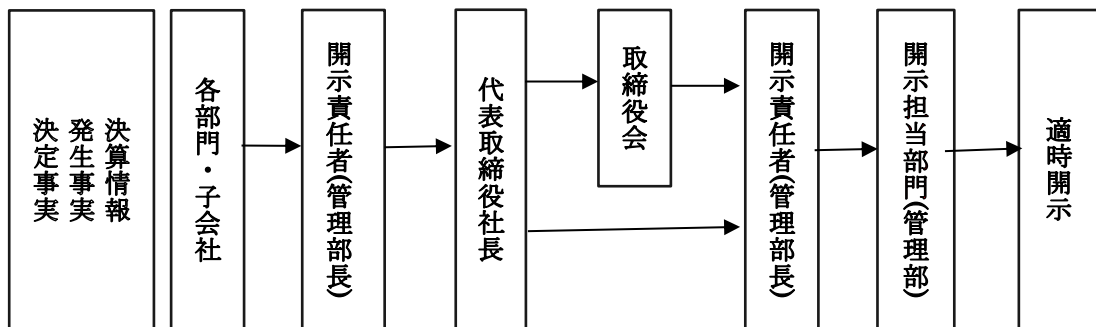 決算情報
発生事実
決定事実
各部門・子会社
開示責任者(管理部長)
代表取締役社長
取締役会
開示責任者(管理部長)
開示担当部門(管理部)
適時開示